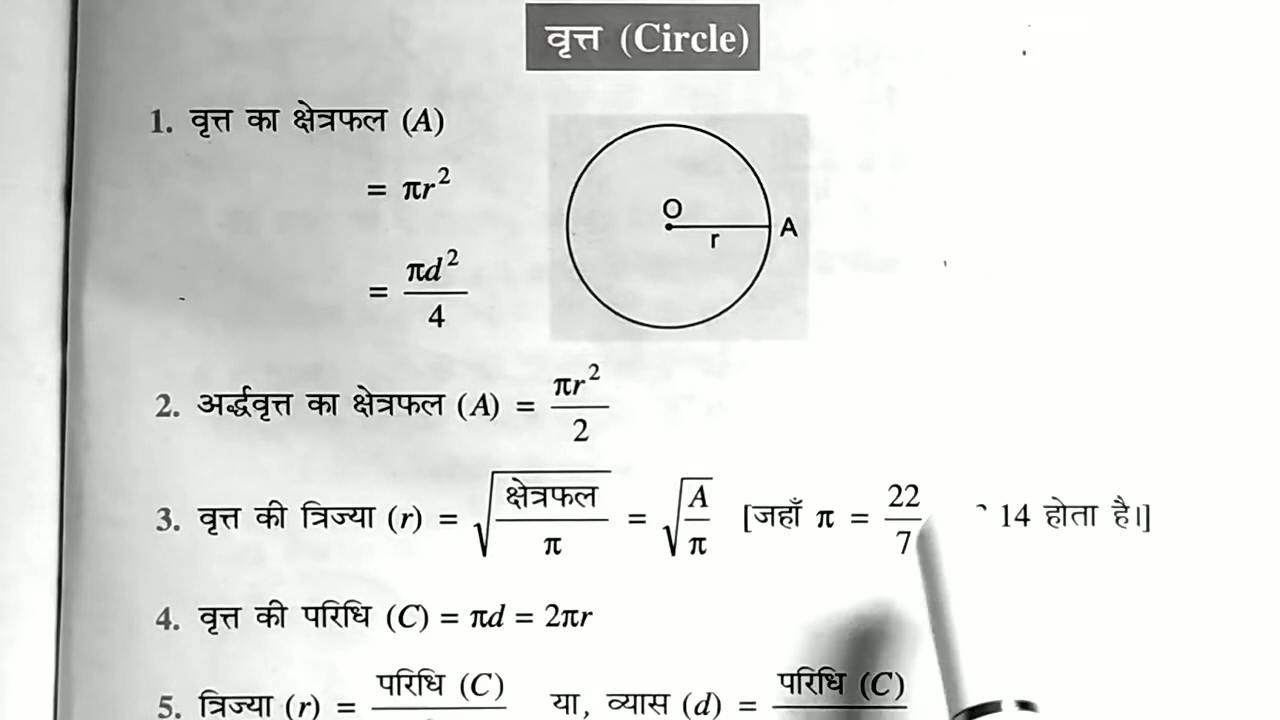 वृत्त (Circle)
1. वृत्त का क्षेत्रफल (A)
= πr²
= πd²/4
O
r
A
2. अर्द्धवृत्त का क्षेत्रफल (A) = πr²/2
3. वृत्त की त्रिज्या (r) = √(क्षेत्रफल/π) = √(A/π) [जहाँ π = 22/7 14 होता है।]
4. वृत्त की परिधि (C) = πd = 2πr
5. त्रिज्या (r) = परिधि (C) या, व्यास (d) = परिधि (C)